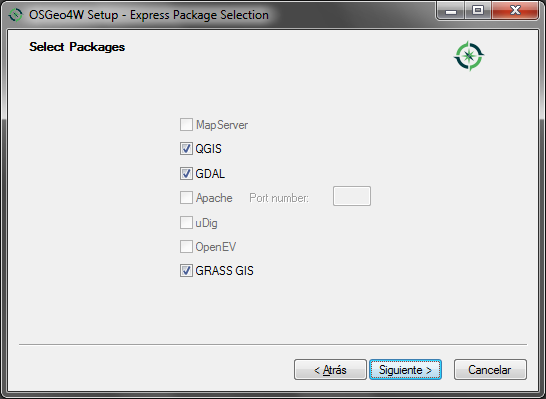 OSGeo4W Setup - Express Package Selection
Select Packages
MapServer
QGIS
GDAL
Apache Port number:
uDig
OpenEV
GRASS GIS
< Atrás Siguiente > Cancelar